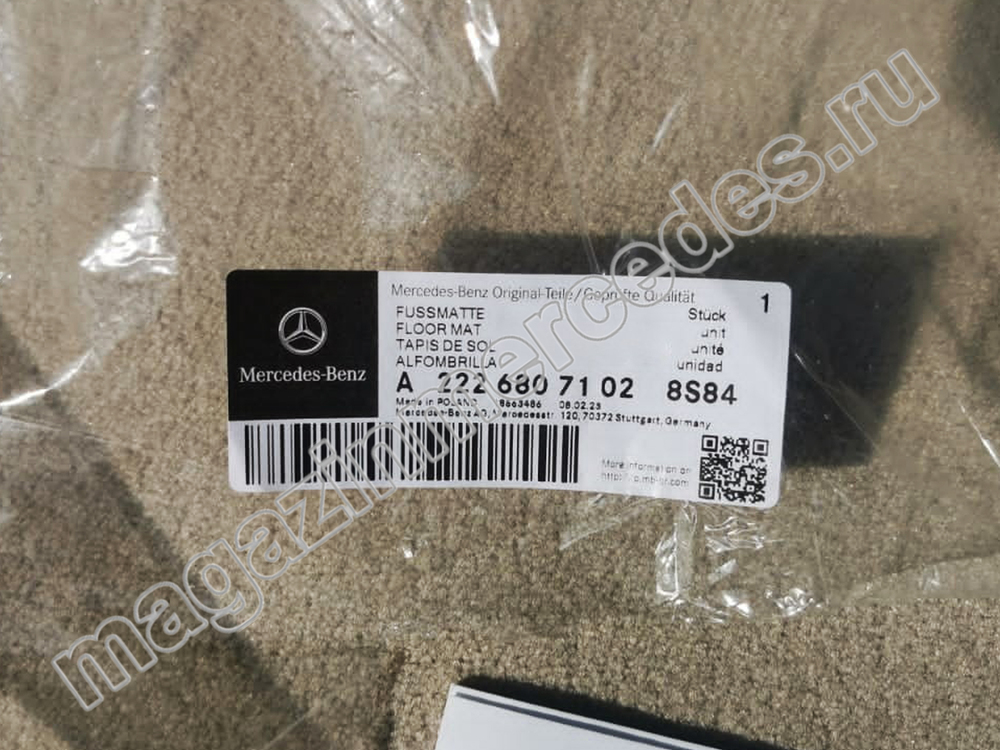 Mercedes-Benz Original-Teile/Geprüfte Qualität
1
FUSSMATTE Stück
FLOOR MAT unit
TAPIS DE SOL unité
ALFOMBRILLA unidad
Mercedes-Benz
A 222 680 71 02 8S84
Made in POLAND 08.02.23
Mercedes-Benz AG, Mercedesstr. 120, 70372 Stuttgart, Germany
More information on
magazinmercedes.ru